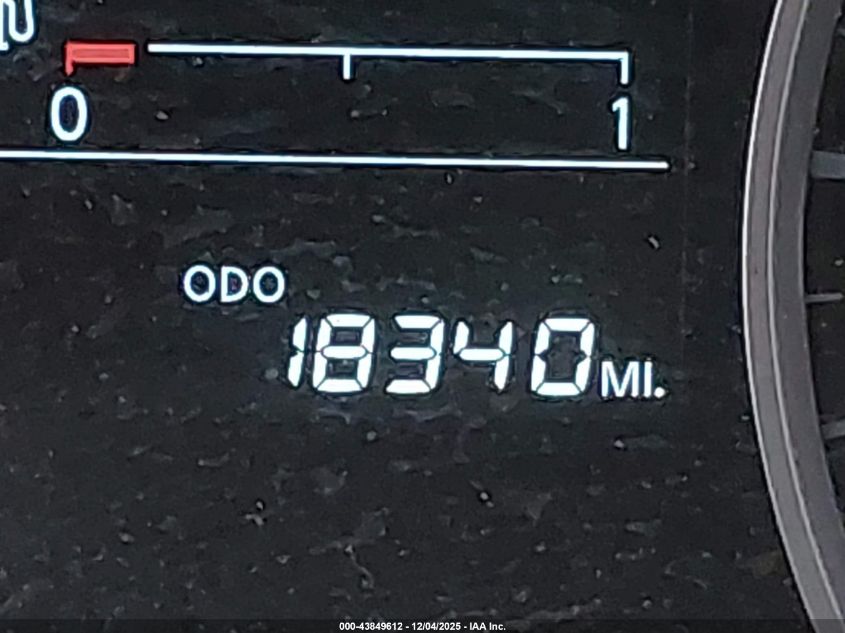 0 1
ODO
18340 MI.
000-43849612 - 12/04/2025 - IAA Inc.